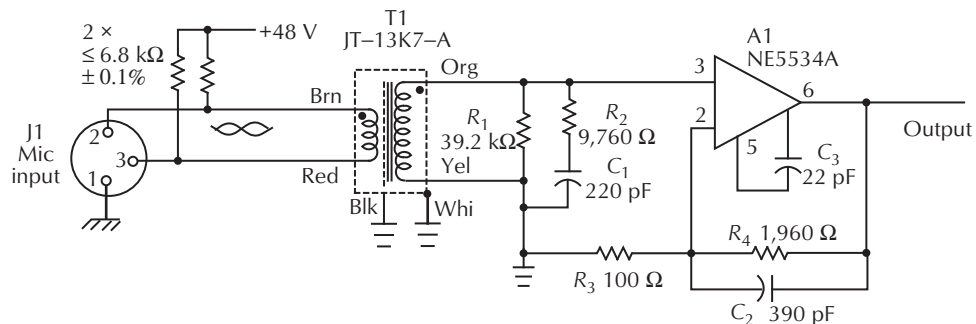 T1
JT–13K7–A
2 ×
≤ 6.8 kΩ
± 0.1%
+48 V
A1
NE5534A
J1
Mic
input
2
3
1
Brn
Red
Org
Yel
Blk
Whi
R₁
39.2 kΩ
R₂
9,760 Ω
C₁
220 pF
3
2
6
5
C₃
22 pF
Output
R₃ 100 Ω
R₄ 1,960 Ω
C₂ 390 pF